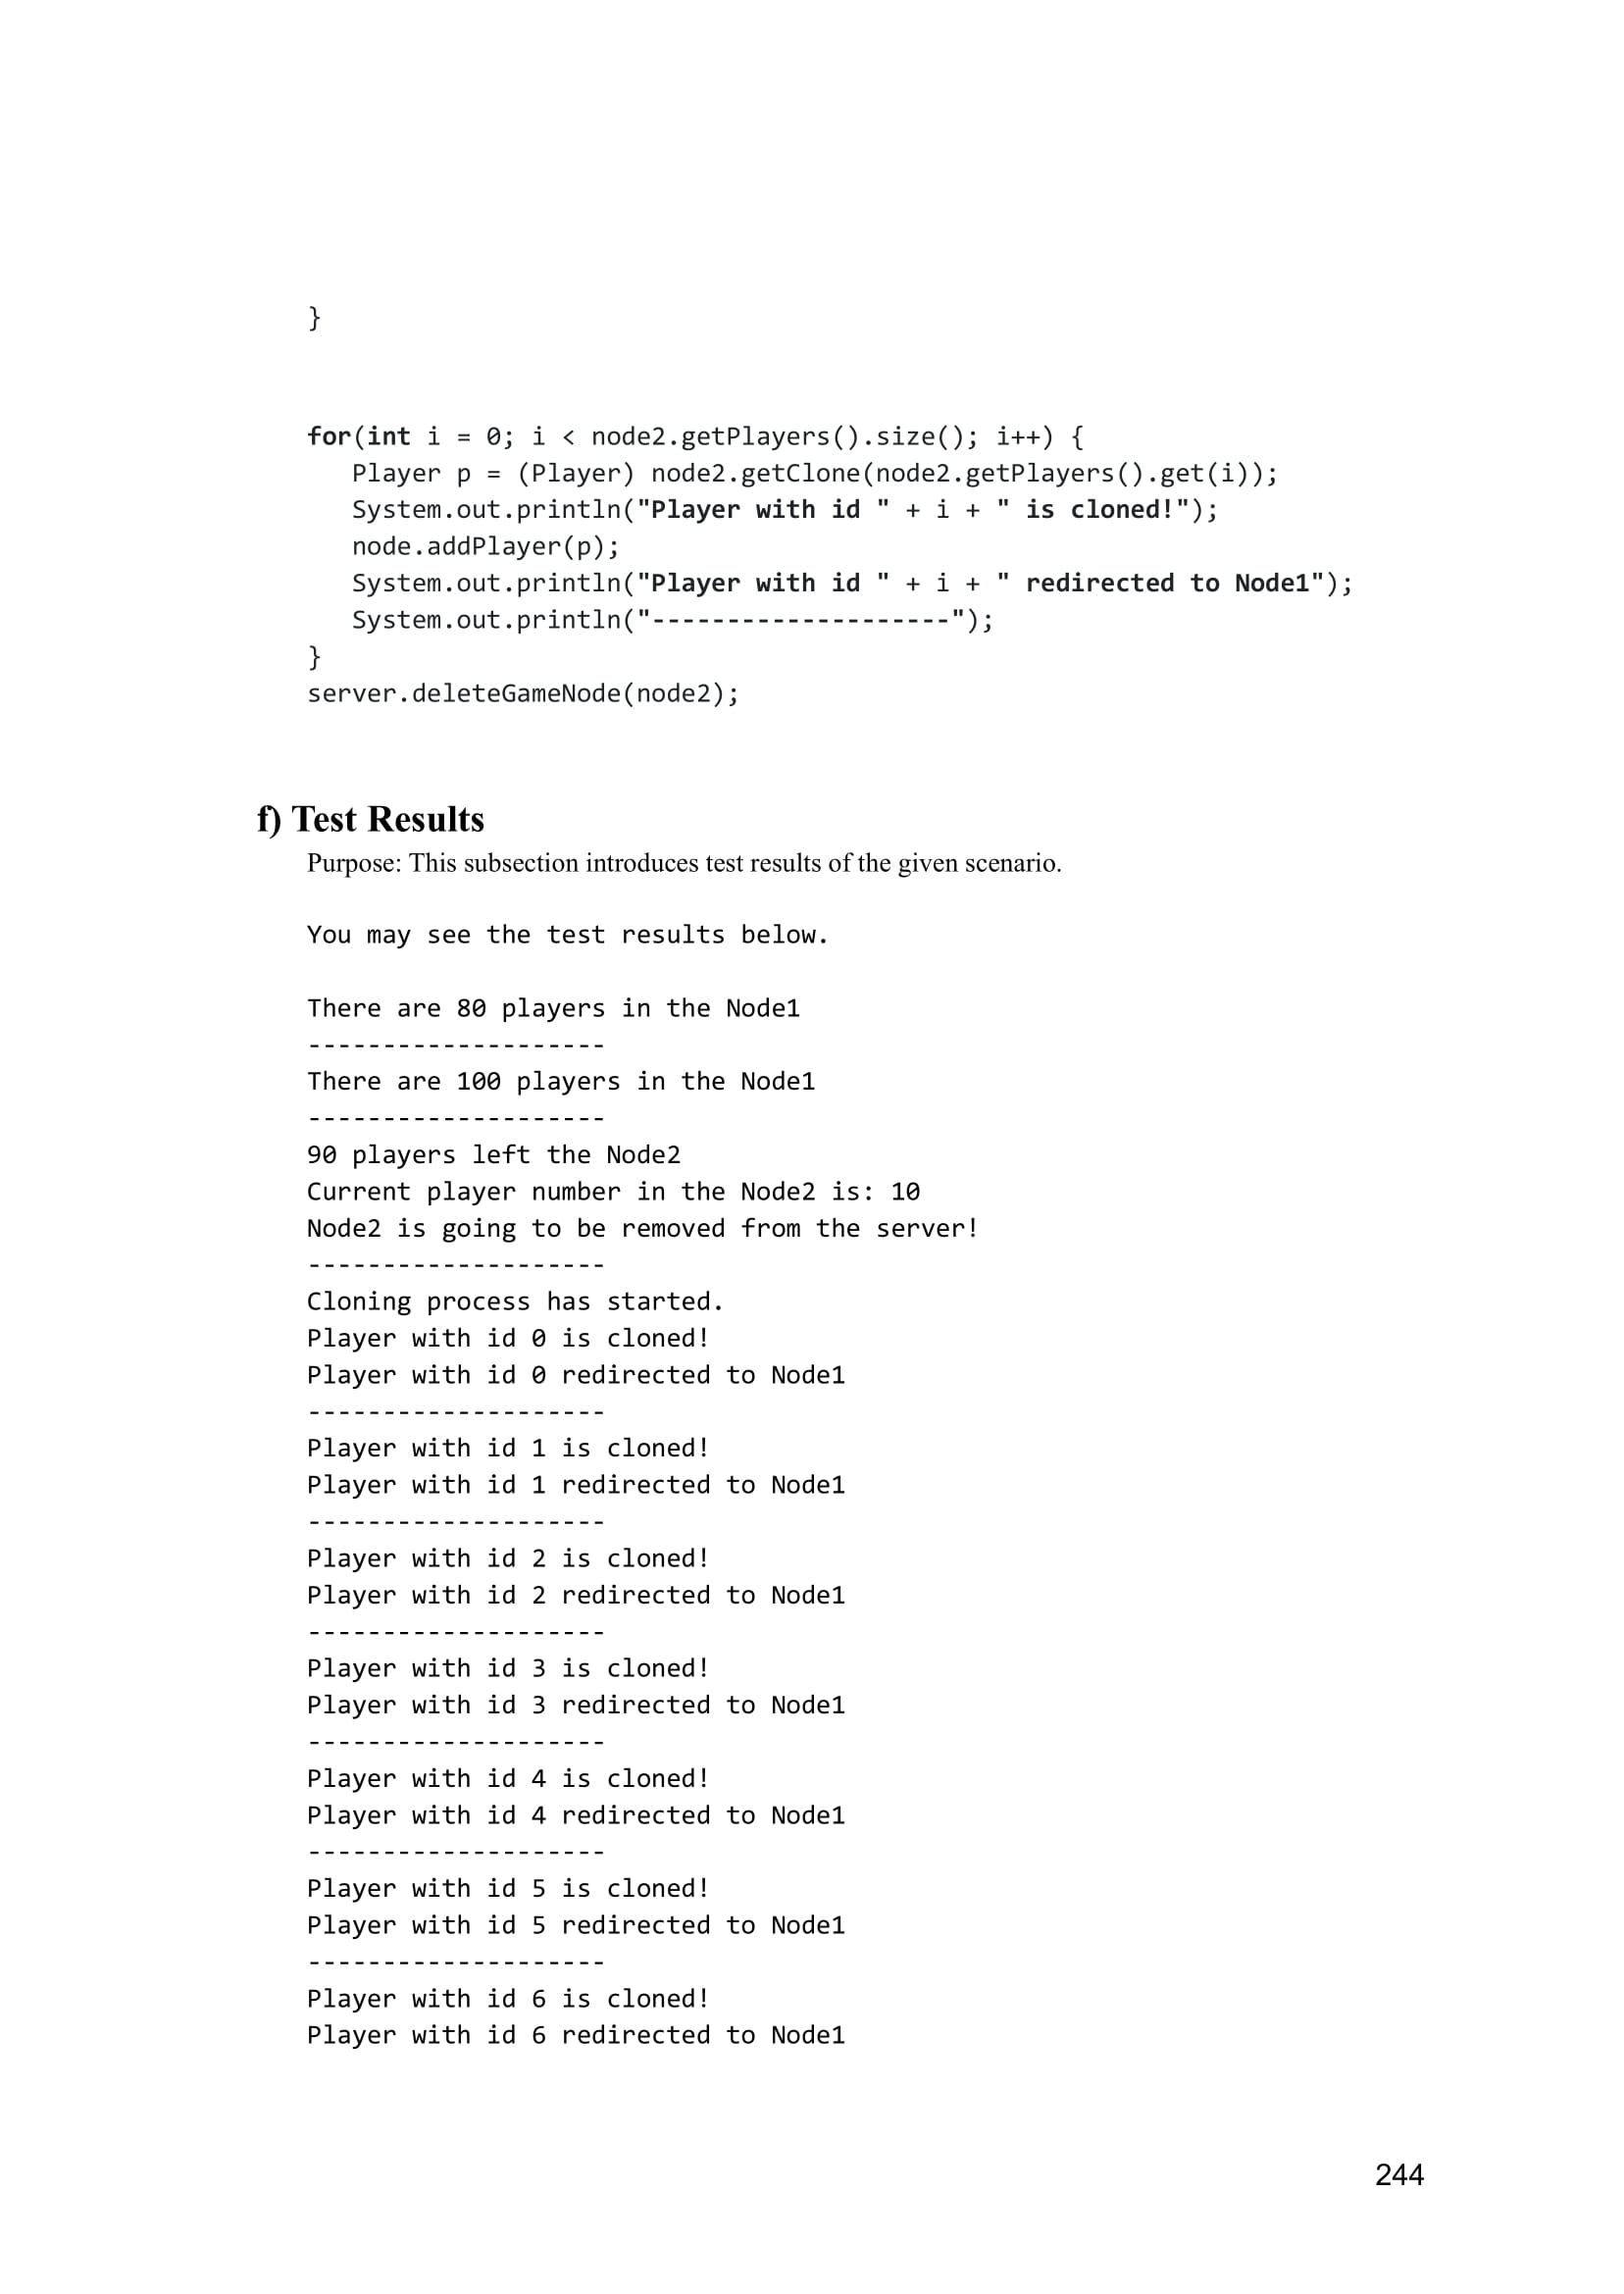 }
for(int i = 0; i < node2.getPlayers().size(); i++) {
   Player p = (Player) node2.getClone(node2.getPlayers().get(i));
   System.out.println("Player with id " + i + " is cloned!");
   node.addPlayer(p);
   System.out.println("Player with id " + i + " redirected to Node1");
   System.out.println("--------------------");
}
server.deleteGameNode(node2);
f) Test Results
Purpose: This subsection introduces test results of the given scenario.
You may see the test results below.
There are 80 players in the Node1
--------------------
There are 100 players in the Node1
--------------------
90 players left the Node2
Current player number in the Node2 is: 10
Node2 is going to be removed from the server!
--------------------
Cloning process has started.
Player with id 0 is cloned!
Player with id 0 redirected to Node1
--------------------
Player with id 1 is cloned!
Player with id 1 redirected to Node1
--------------------
Player with id 2 is cloned!
Player with id 2 redirected to Node1
--------------------
Player with id 3 is cloned!
Player with id 3 redirected to Node1
--------------------
Player with id 4 is cloned!
Player with id 4 redirected to Node1
--------------------
Player with id 5 is cloned!
Player with id 5 redirected to Node1
--------------------
Player with id 6 is cloned!
Player with id 6 redirected to Node1
244